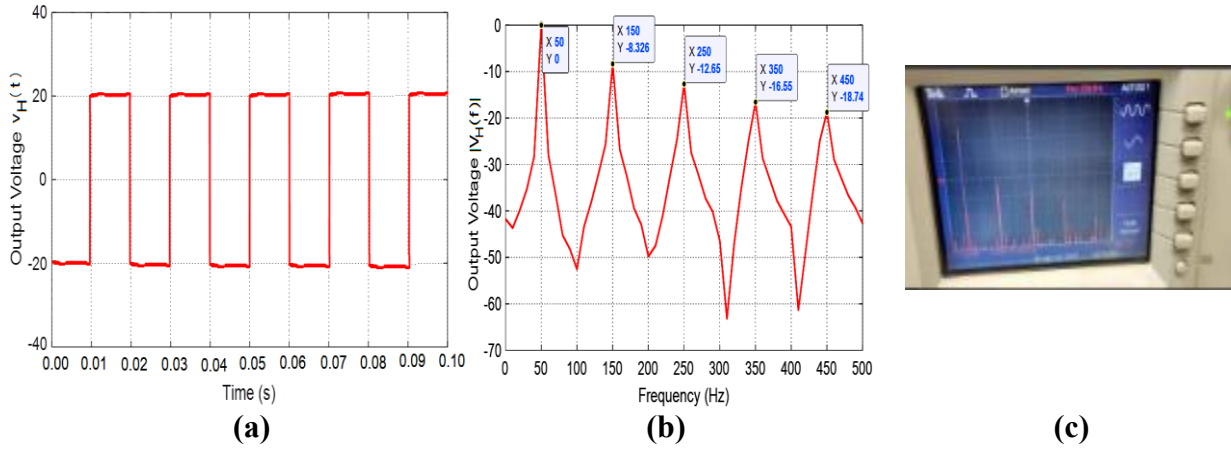 40
20
0
-20
-40
Output Voltage v_H(t)
0.00 0.01 0.02 0.03 0.04 0.05 0.06 0.07 0.08 0.09 0.10
Time (s)
(a)
0
-10
-20
-30
-40
-50
-60
-70
Output Voltage |V_H(f)|
X 50
Y 0
X 150
Y -8.326
X 250
Y -12.65
X 350
Y -16.55
X 450
Y -18.74
0 50 100 150 200 250 300 350 400 450 500
Frequency (Hz)
(b)
(c)